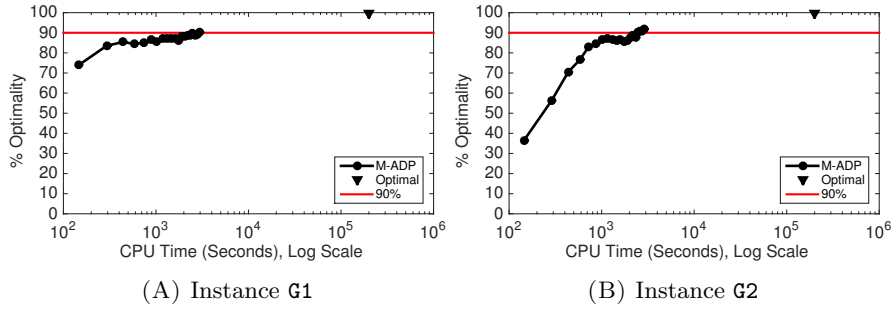 100
90
80
70
60
50
40
30
20
10
0
% Optimality
M-ADP
Optimal
90%
10^2 10^3 10^4 10^5 10^6
CPU Time (Seconds), Log Scale
(A) Instance G1
100
90
80
70
60
50
40
30
20
10
0
% Optimality
M-ADP
Optimal
90%
10^2 10^3 10^4 10^5 10^6
CPU Time (Seconds), Log Scale
(B) Instance G2